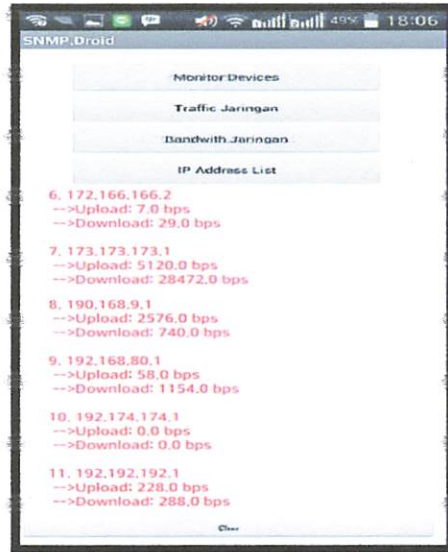 49% 18:06
SNMP.Droid
Monitor Devices
Traffic Jaringan
Bandwith Jaringan
IP Address List
6. 172.166.166.2
-->Upload: 7.0 bps
-->Download: 29.0 bps
7. 173.173.173.1
-->Upload: 5120.0 bps
-->Download: 28472.0 bps
8. 190.168.9.1
-->Upload: 2576.0 bps
-->Download: 740.0 bps
9. 192.168.80.1
-->Upload: 58.0 bps
-->Download: 1154.0 bps
10. 192.174.174.1
-->Upload: 0.0 bps
-->Download: 0.0 bps
11. 192.192.192.1
-->Upload: 228.0 bps
-->Download: 288.0 bps
Clear